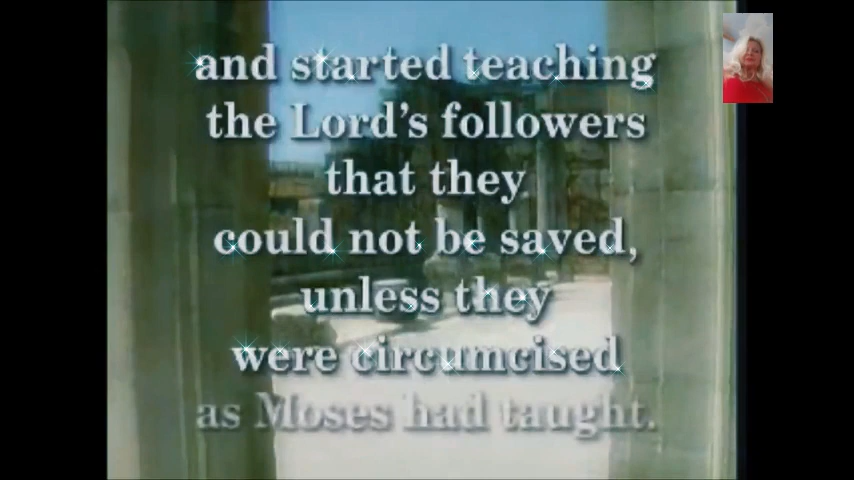 and started teaching
the Lord's followers
that they
could not be saved,
unless they
were circumcised
as Moses had taught.